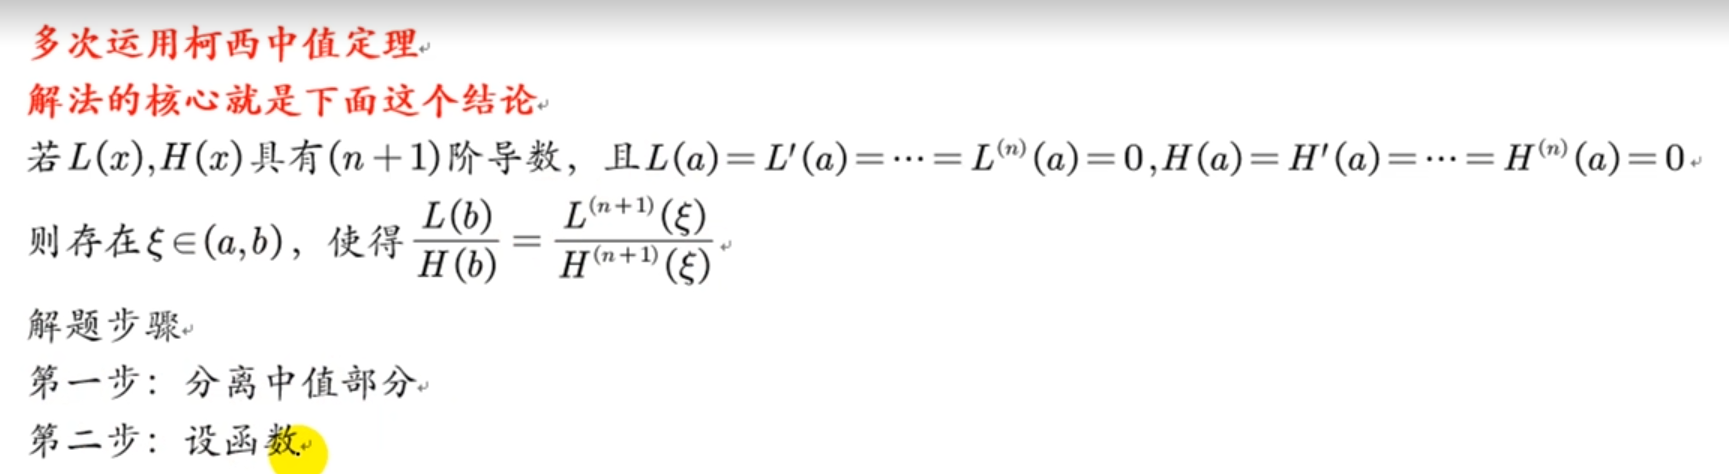 多次运用柯西中值定理
解法的核心就是下面这个结论
若L(x),H(x)具有(n+1)阶导数，且L(a)=L′(a)=⋯=L⁽ⁿ⁾(a)=0,H(a)=H′(a)=⋯=H⁽ⁿ⁾(a)=0
则存在ξ∈(a,b)，使得L(b)/H(b)=L⁽ⁿ⁺¹⁾(ξ)/H⁽ⁿ⁺¹⁾(ξ)
解题步骤
第一步：分离中值部分
第二步：设函数